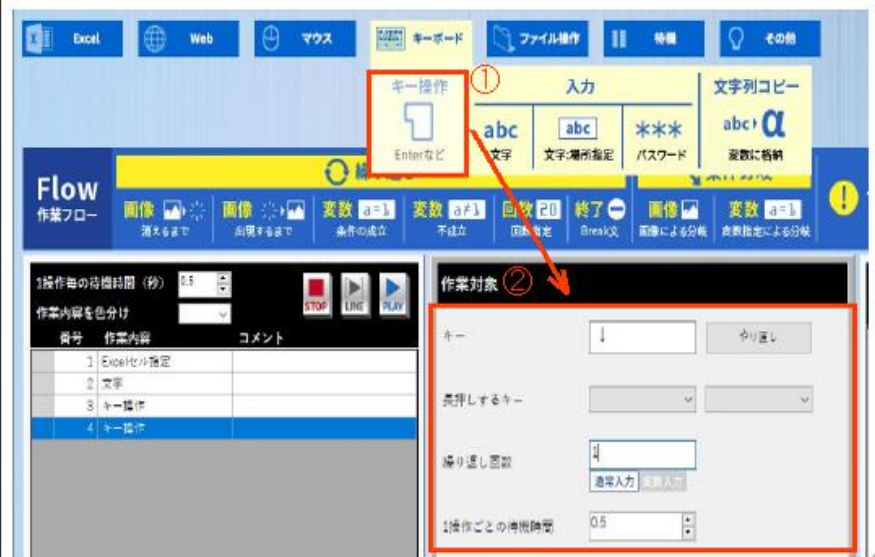 Excel Web マウス キーボード ファイル操作 待機 その他
キー操作 ① 入力 文字列コピー
abc abc *** abc α
Enterなど 文字 文字:場所指定 パスワード 変数に格納
Flow
作業フロー
画像 画像 変数 a=1 変数 a≠1 回数 20 終了 画像 変数 a=1
消えるまで 出現するまで 条件の成立 不成立 回数指定 Break文 画像による分岐 変数指定による分岐
1操作毎の待機時間（秒） 0.5
STOP LINE PLAY
作業内容を色分け
番号 作業内容 コメント
1 Excelセル指定
2 文字
3 キー操作
4 キー操作
作業対象 ②
キー ↓ やり直し
長押しするキー
繰り返し回数 1
通常入力 変数入力
1操作ごとの待機時間 0.5